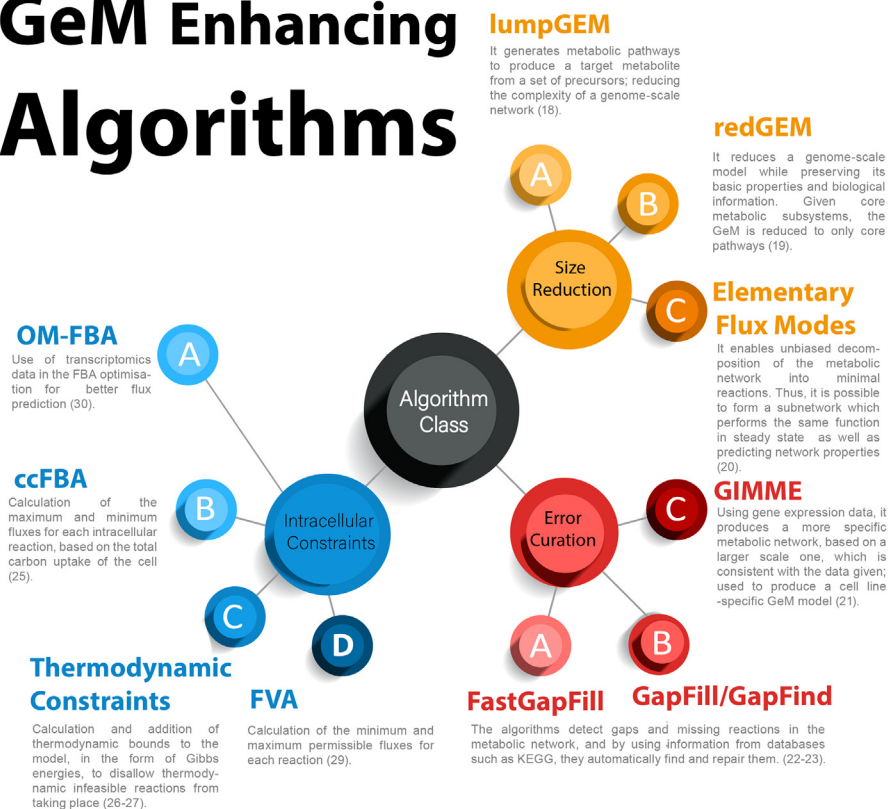 GeM Enhancing
Algorithms
lumpGEM
It generates metabolic pathways
to produce a target metabolite
from a set of precursors; reducing
the complexity of a genome-scale
network (18).
redGEM
It reduces a genome-scale
model while preserving its
basic properties and biological
information. Given core
metabolic subsystems, the
GeM is reduced to only core
pathways (19).
A
B
Size
Reduction
C
Elementary
Flux Modes
It enables unbiased decom-
position of the metabolic
network into minimal
reactions. Thus, it is possible
to form a subnetwork which
performs the same function
in steady state as well as
predicting network properties
(20).
Algorithm
Class
OM-FBA
Use of transcriptomics
data in the FBA optimisa-
tion for better flux
prediction (30).
A
ccFBA
Calculation of the
maximum and minimum
fluxes for each intracellular
reaction, based on the total
carbon uptake of the cell
(25).
B
Intracellular
Constraints
C
D
Thermodynamic
Constraints
Calculation and addition of
thermodynamic bounds to the
model, in the form of Gibbs
energies, to disallow thermody-
namic infeasible reactions from
taking place (26-27).
FVA
Calculation of the minimum and
maximum permissible fluxes for
each reaction (29).
Error
Curation
C
GIMME
Using gene expression data, it
produces a more specific
metabolic network, based on a
larger scale one, which is
consistent with the data given;
used to produce a cell line
-specific GeM model (21).
A
B
FastGapFill
GapFill/GapFind
The algorithms detect gaps and missing reactions in the
metabolic network, and by using information from databases
such as KEGG, they automatically find and repair them. (22-23).